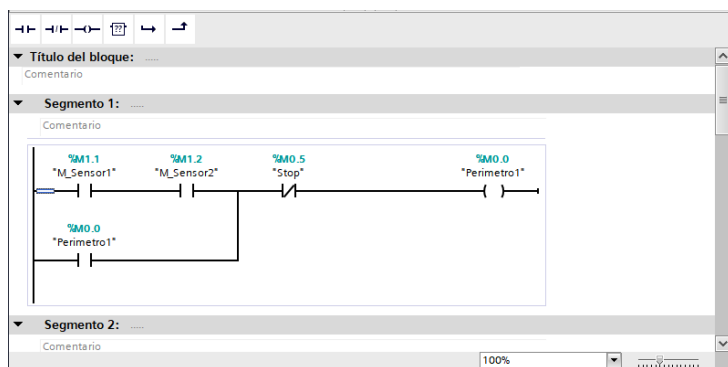 ??
Título del bloque: .....
Comentario
Segmento 1: .....
Comentario
%M1.1 %M1.2 %M0.5 %M0.0
"M_Sensor1" "M_Sensor2" "Stop" "Perimetro1"
%M0.0
"Perimetro1"
Segmento 2: .....
Comentario
100%